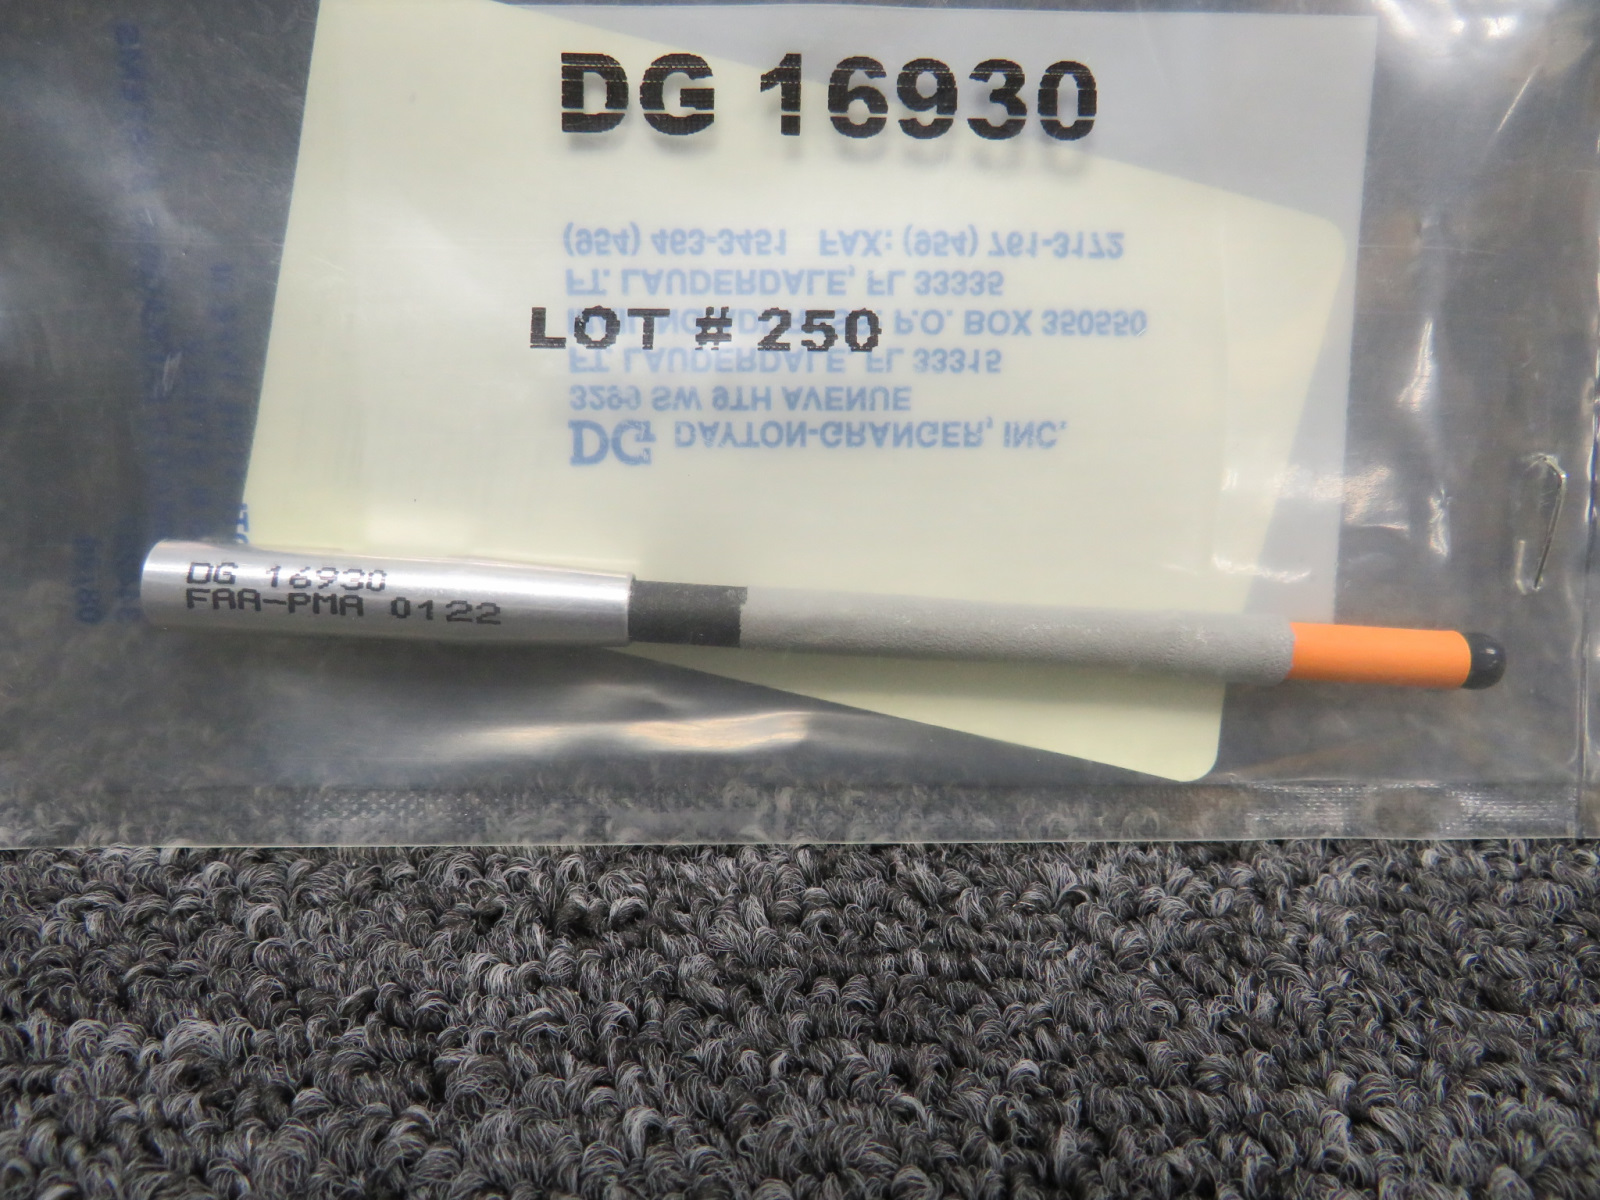 DG 16930
(954) 463-3451 FAX: (954) 761-3172
FT. LAUDERDALE, FL 33335
P.O. BOX 350550
LOT # 250
FT. LAUDERDALE, FL 33315
3299 SW 9TH AVENUE
DG DAYTON-GRANGER, INC.
DG 16930
FAA-PMA 0122